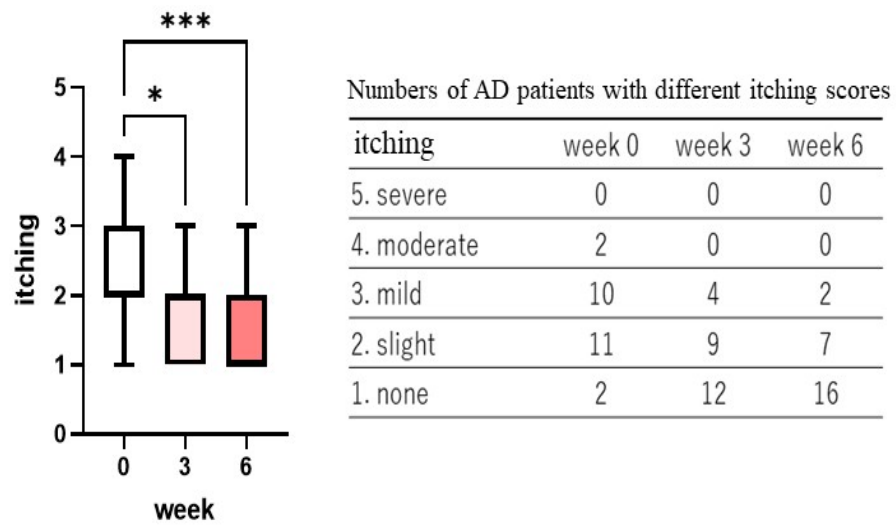 ***
*
5
4
3
2
1
0
itching
0 3 6
week
Numbers of AD patients with different itching scores
itching week 0 week 3 week 6
5. severe 0 0 0
4. moderate 2 0 0
3. mild 10 4 2
2. slight 11 9 7
1. none 2 12 16